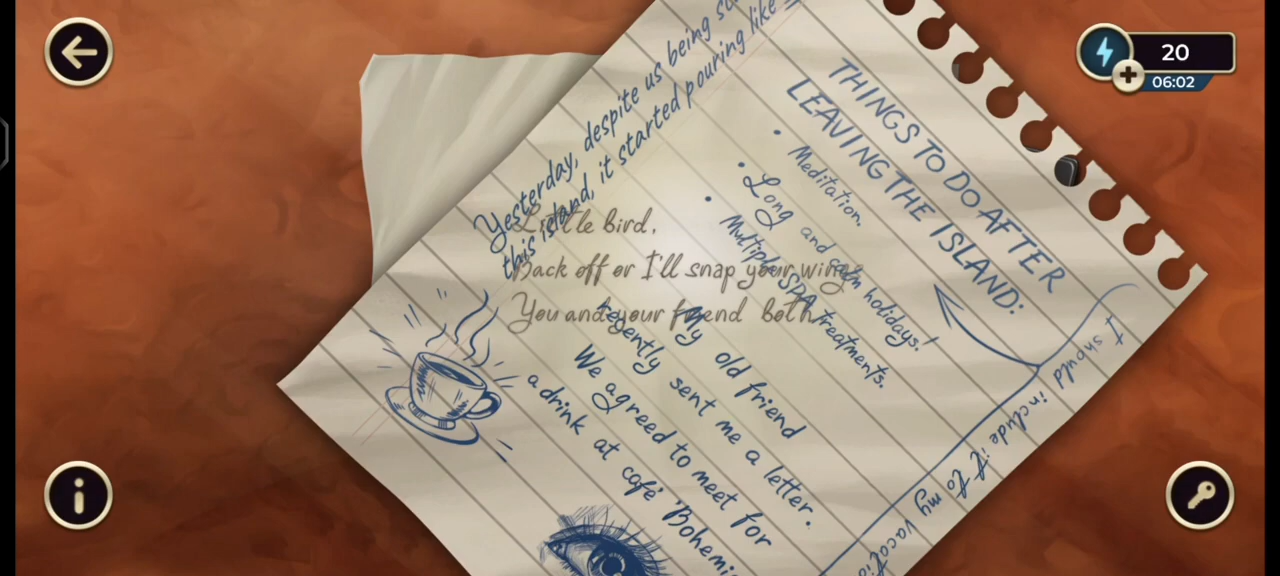 20
06:02
Yesterday, despite us being
this island, it started pouring like
THINGS TO DO AFTER
LEAVING THE ISLAND:
• Meditation.
• Long and calm holidays!
• Multiple SPA treatments.
Little bird,
Back off or I'll snap your wings
You and your friend both
My old friend
Regently sent me a letter.
We agreed to meet for
a drink at café 'Bohemi
I should include it to my vacatio